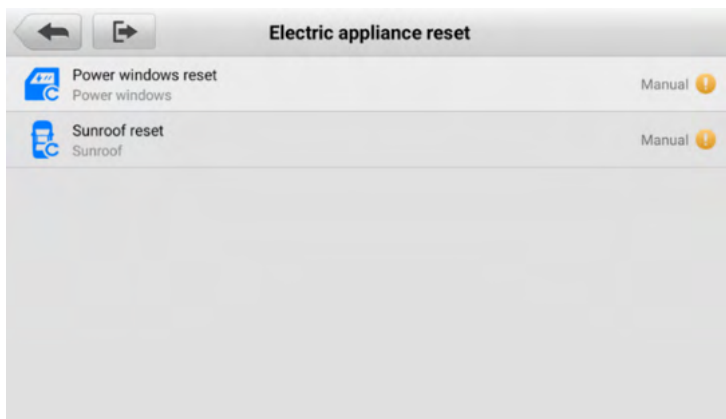 Electric appliance reset
Power windows reset
Power windows
Manual
Sunroof reset
Sunroof
Manual